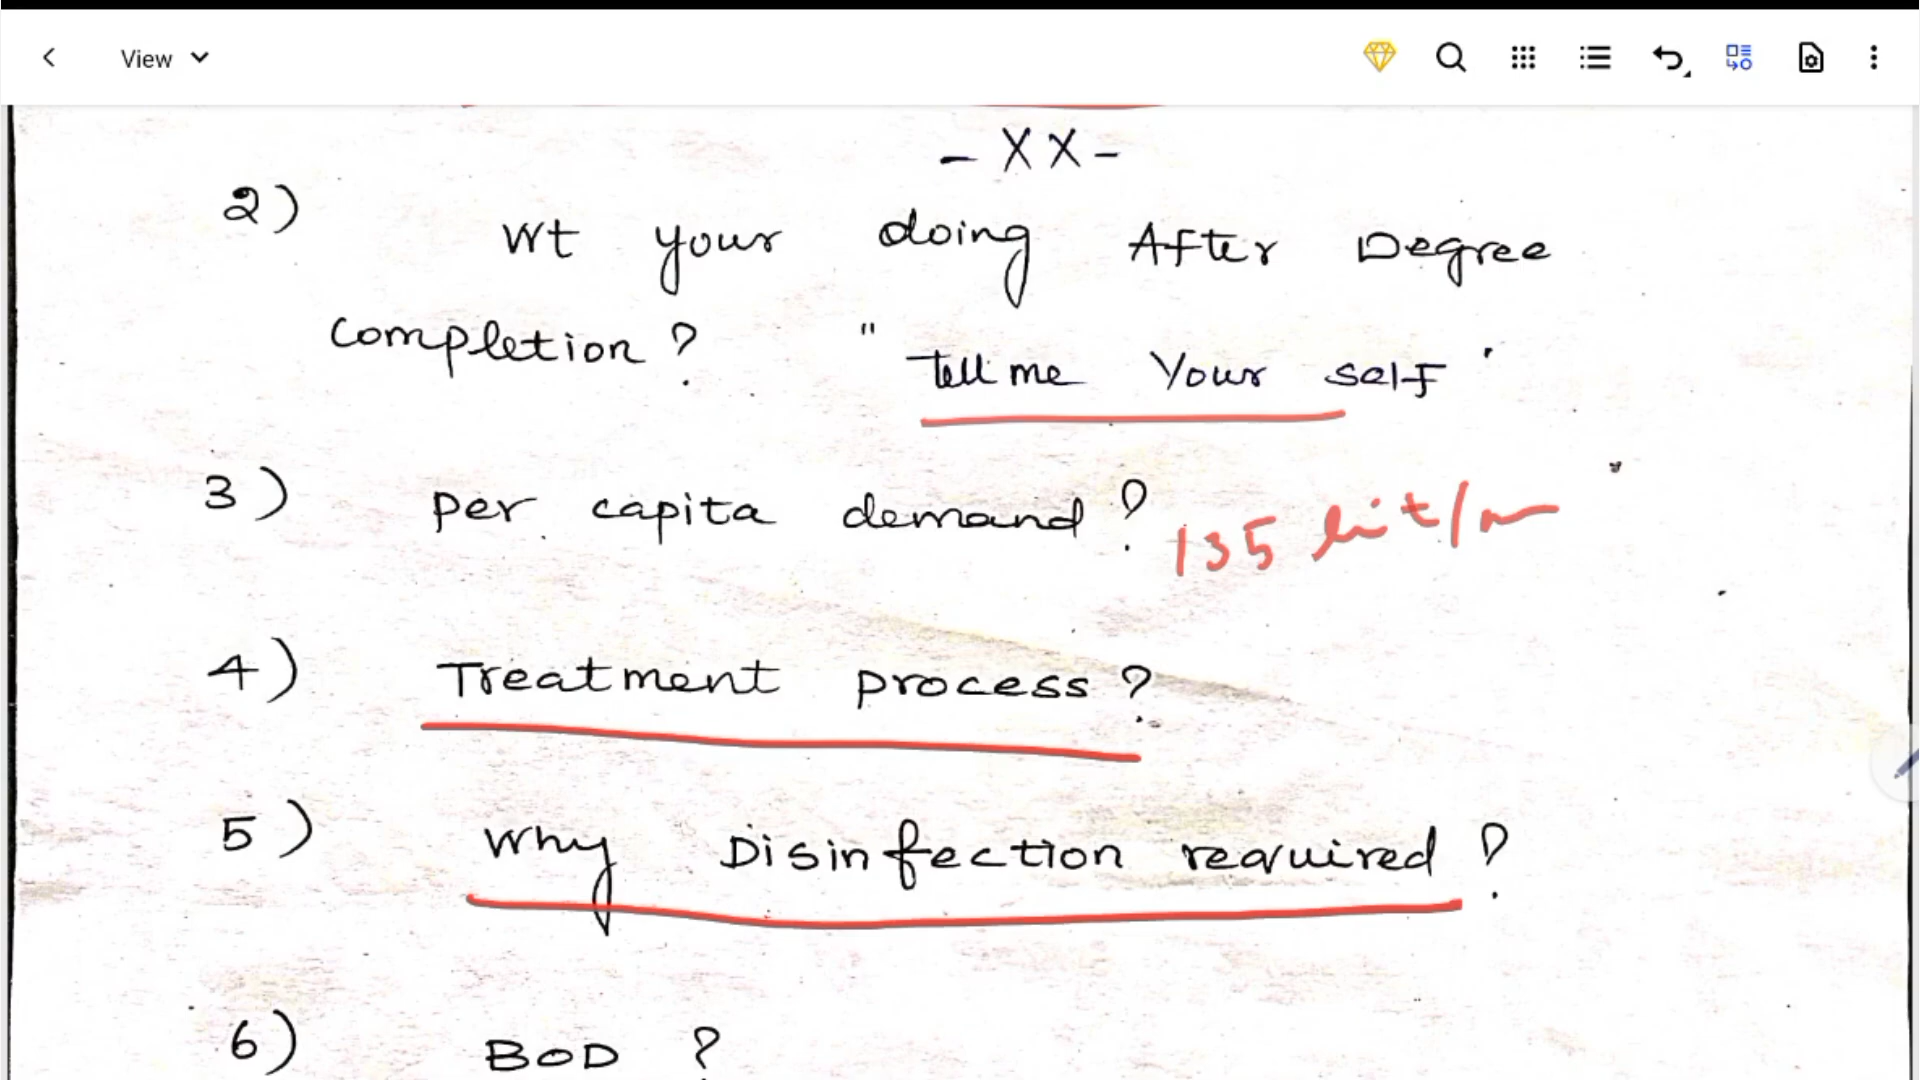 View
- XX -
2)
Wt your doing After Degree
completion? " Tell me Your self "
3) per capita demand? 135 lit/
4) Treatment process?
5) Why Disinfection required?
6) BOD ?